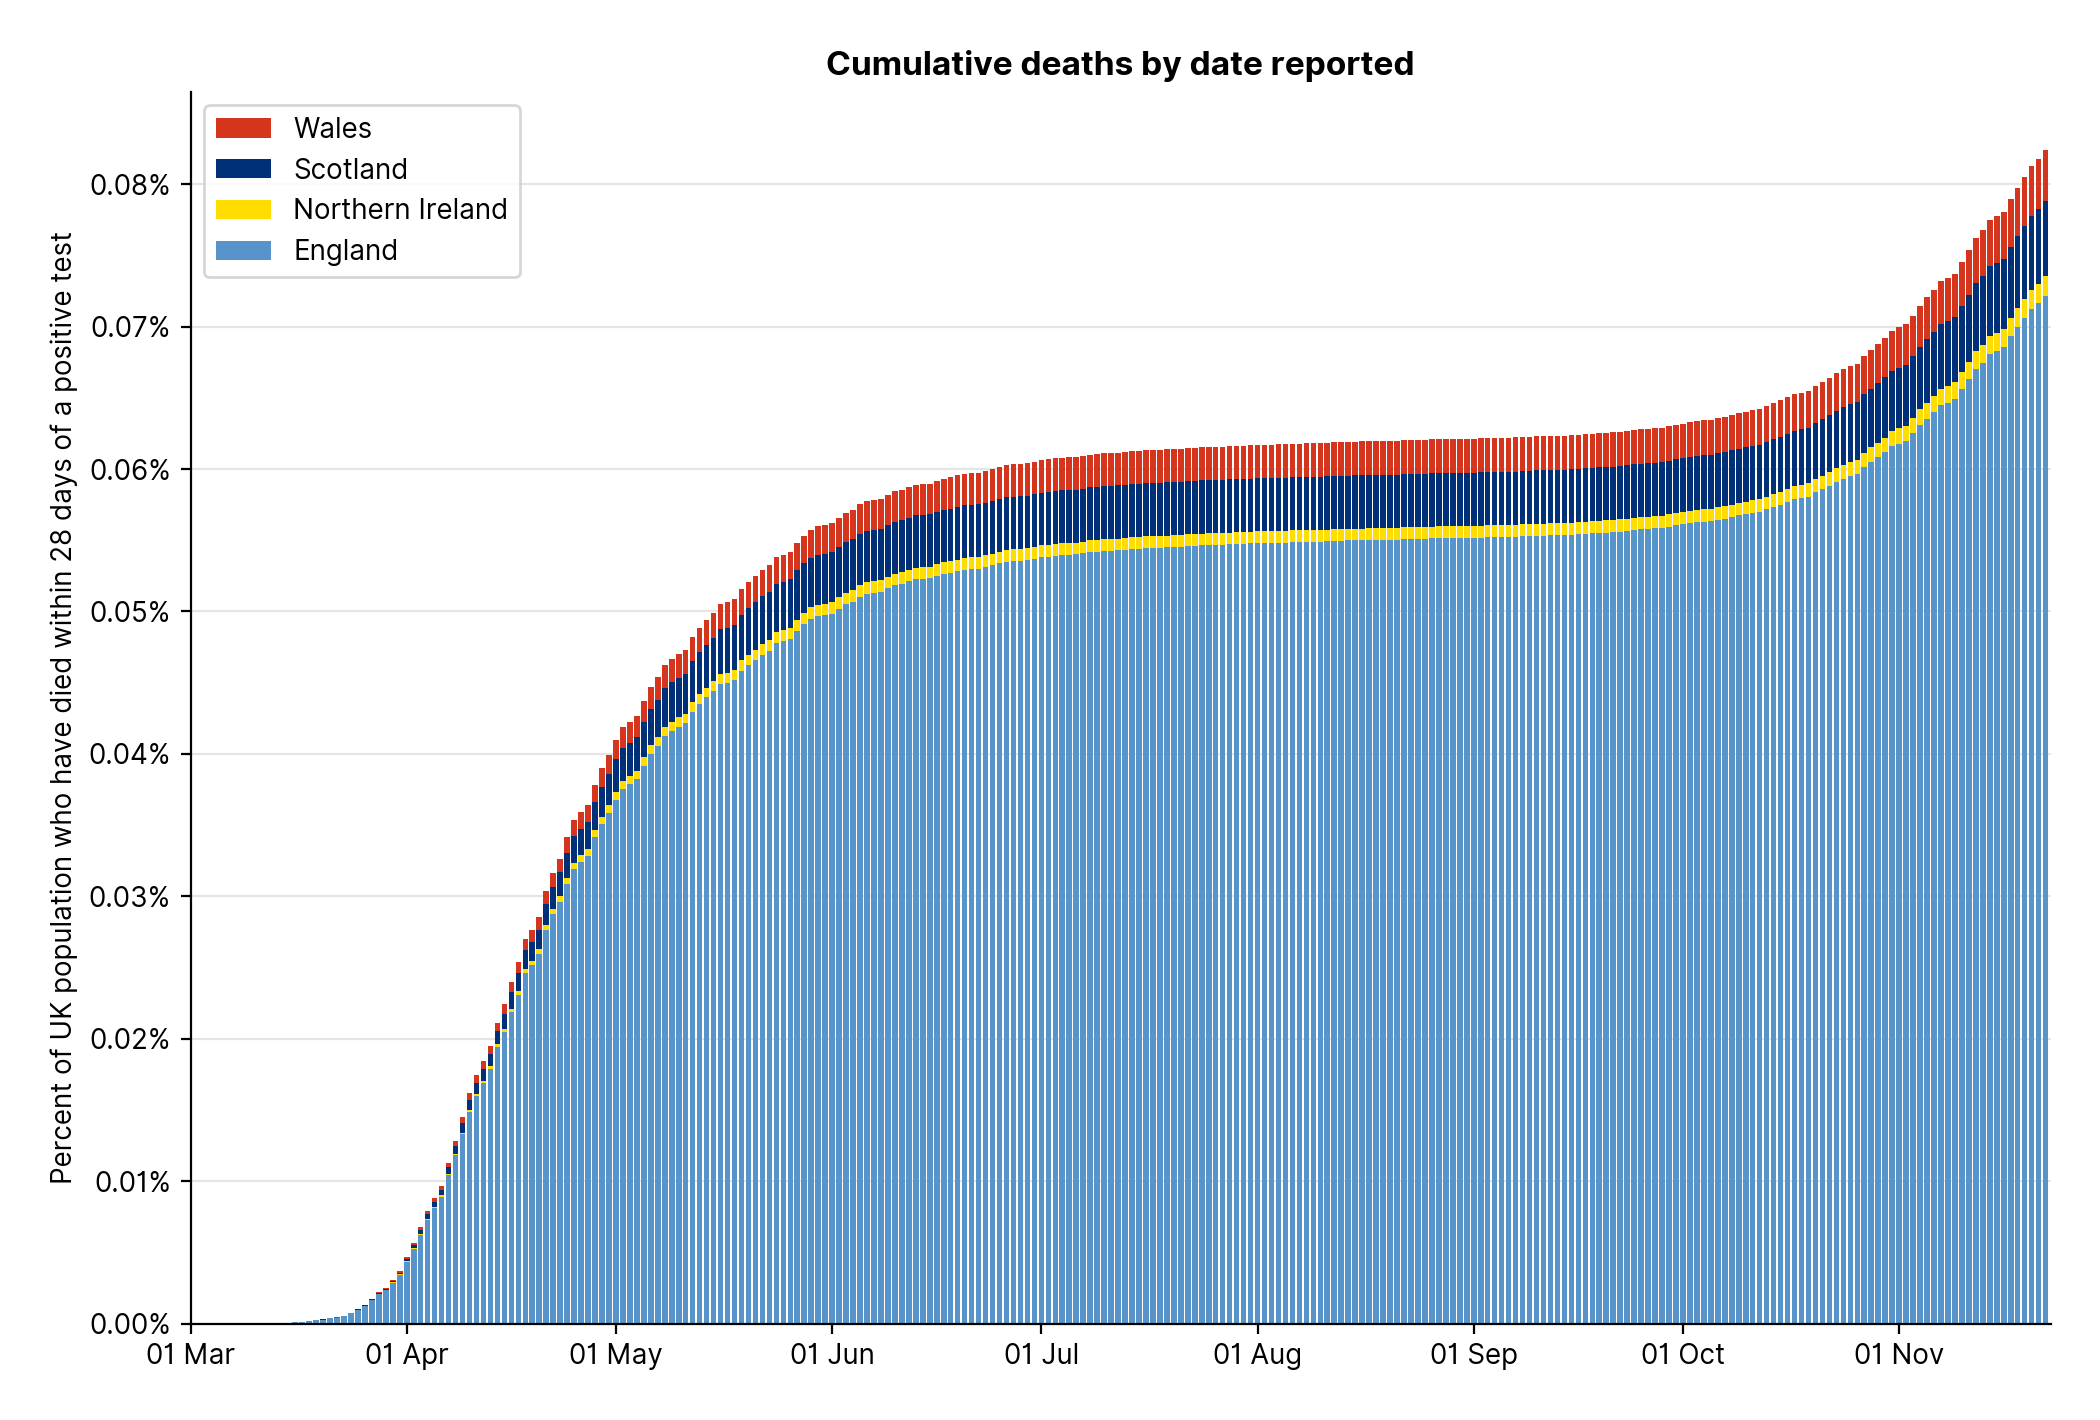 Cumulative deaths by date reported
Wales
Scotland
Northern Ireland
England
Percent of UK population who have died within 28 days of a positive test
0.08%
0.07%
0.06%
0.05%
0.04%
0.03%
0.02%
0.01%
0.00%
01 Mar
01 Apr
01 May
01 Jun
01 Jul
01 Aug
01 Sep
01 Oct
01 Nov